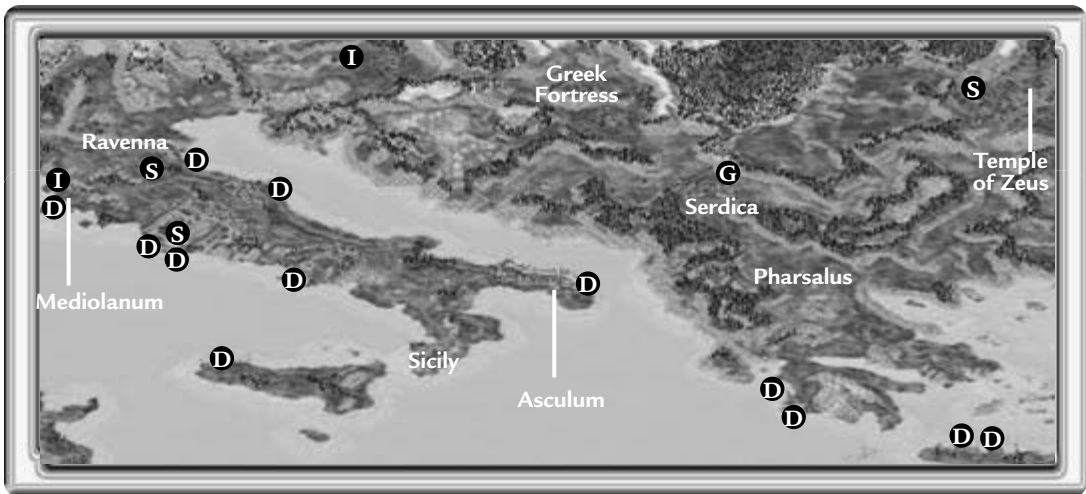 I
Greek
Fortress
S
Ravenna
S
D
I
D
D
G
Temple
of Zeus
Serdica
S
D
D
D
Mediolanum
D
Pharsalus
D
Sicily
Asculum
D
D
D
D